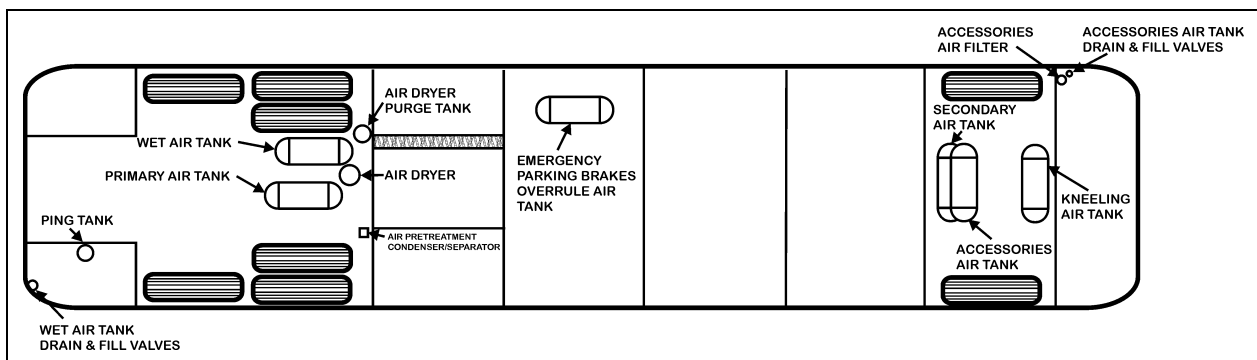 ACCESSORIES
AIR FILTER
ACCESSORIES AIR TANK
DRAIN & FILL VALVES
AIR DRYER
PURGE TANK
WET AIR TANK
SECONDARY
AIR TANK
EMERGENCY
PARKING BRAKES
OVERRULE AIR
TANK
PRIMARY AIR TANK
AIR DRYER
KNEELING
AIR TANK
PING TANK
AIR PRETREATMENT
CONDENSER/SEPARATOR
ACCESSORIES
AIR TANK
WET AIR TANK
DRAIN & FILL VALVES